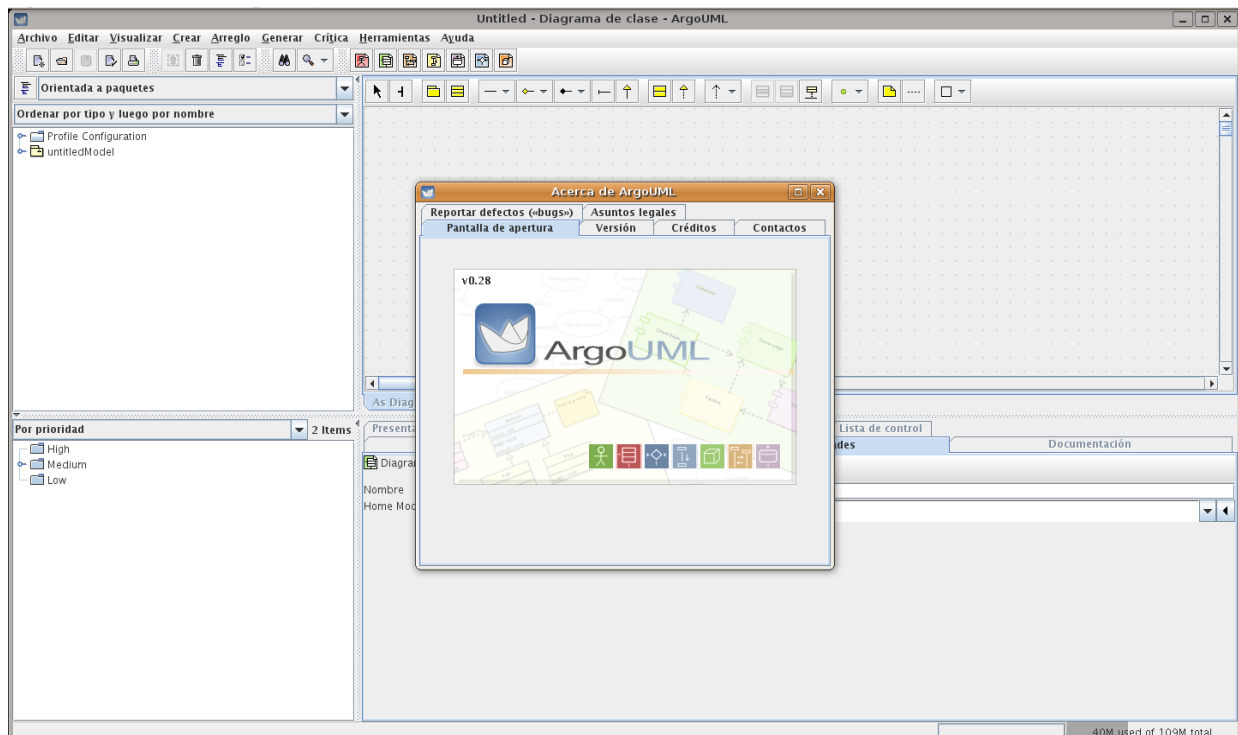 Untitled - Diagrama de clase - ArgoUML
Archivo Editar Visualizar Crear Arreglo Generar Crítica Herramientas Ayuda
Orientada a paquetes
Ordenar por tipo y luego por nombre
Profile Configuration
untitledModel
Acerca de ArgoUML
Reportar defectos («bugs») Asuntos legales
Pantalla de apertura Versión Créditos Contactos
v0.28
ArgoUML
As Diag
Por prioridad 2 Items
High
Medium
Low
Presenta Lista de control
ades Documentación
Diagrar
Nombre
Home Mod
40M used of 109M total